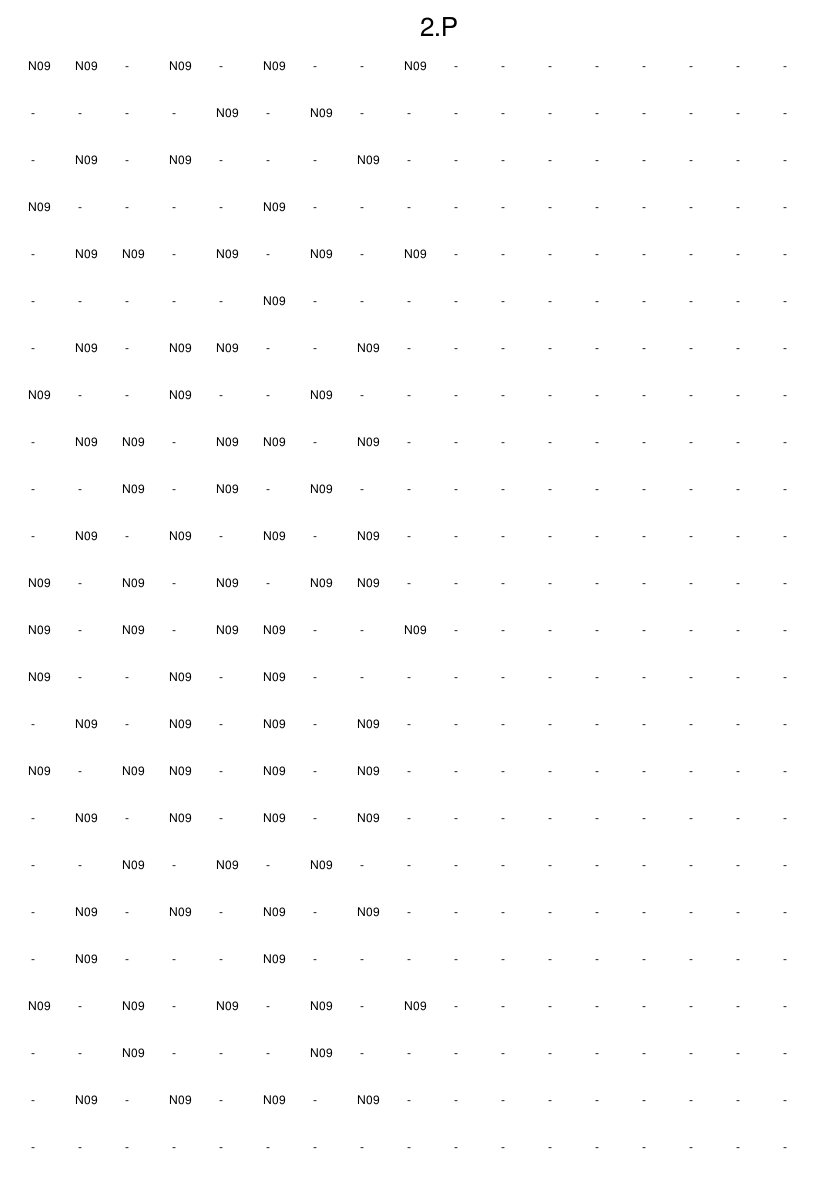 2.P
N09 N09 - N09 - N09 - - N09 - - - - - - - -
- - - - N09 - N09 - - - - - - - - - -
- N09 - N09 - - - N09 - - - - - - - - -
N09 - - - - N09 - - - - - - - - - - -
- N09 N09 - N09 - N09 - N09 - - - - - - - -
- - - - - N09 - - - - - - - - - - -
- N09 - N09 N09 - - N09 - - - - - - - - -
N09 - - N09 - - N09 - - - - - - - - - -
- N09 N09 - N09 N09 - N09 - - - - - - - - -
- - N09 - N09 - N09 - - - - - - - - - -
- N09 - N09 - N09 - N09 - - - - - - - - -
N09 - N09 - N09 - N09 N09 - - - - - - - - -
N09 - N09 - N09 N09 - - N09 - - - - - - - -
N09 - - N09 - N09 - - - - - - - - - - -
- N09 - N09 - N09 - N09 - - - - - - - - -
N09 - N09 N09 - N09 - N09 - - - - - - - - -
- N09 - N09 - N09 - N09 - - - - - - - - -
- - N09 - N09 - N09 - - - - - - - - - -
- N09 - N09 - N09 - N09 - - - - - - - - -
- N09 - - - N09 - - - - - - - - - - -
N09 - N09 - N09 - N09 - N09 - - - - - - - -
- - N09 - - - N09 - - - - - - - - - -
- N09 - N09 - N09 - N09 - - - - - - - - -
- - - - - - - - - - - - - - - - -